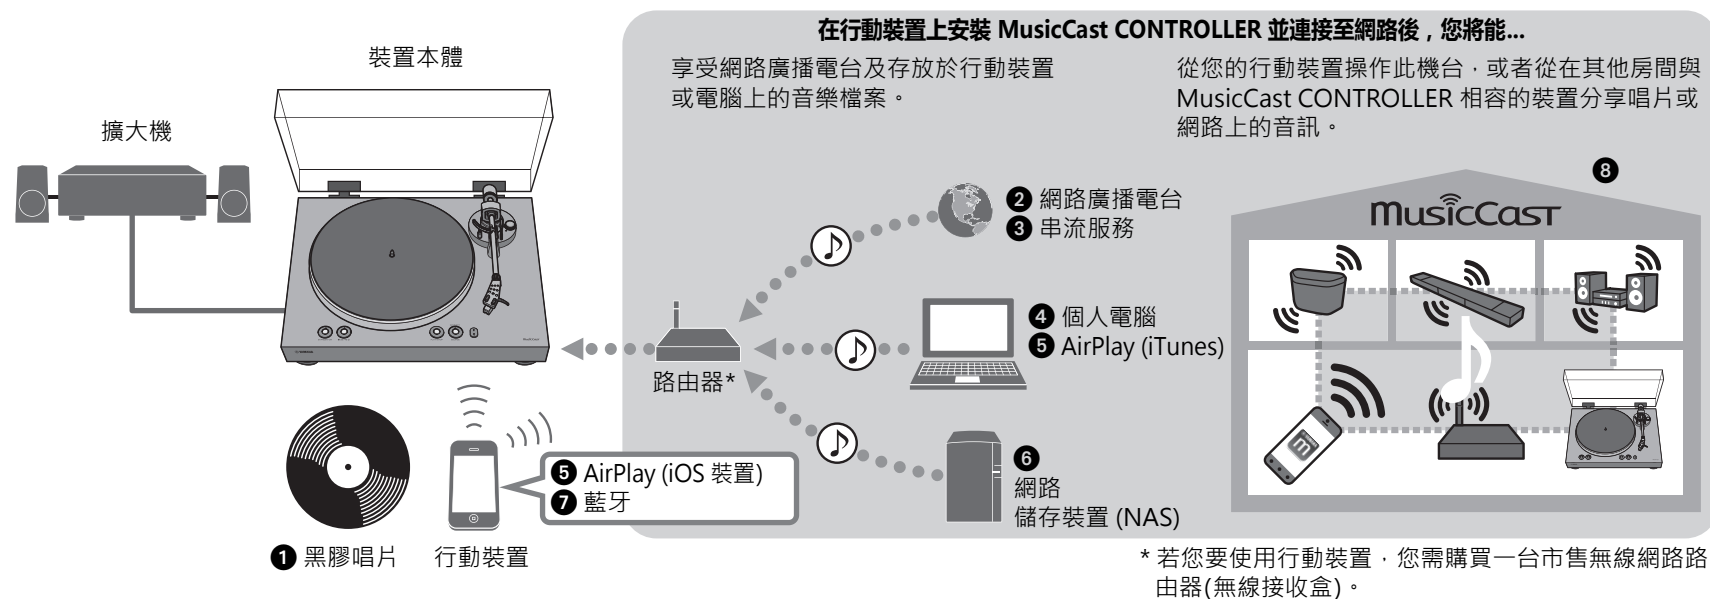 在行動裝置上安裝 MusicCast CONTROLLER 並連接至網路後，您將能...
裝置本體
擴大機
享受網路廣播電台及存放於行動裝置
或電腦上的音樂檔案。
從您的行動裝置操作此機台，或者從在其他房間與
MusicCast CONTROLLER 相容的裝置分享唱片或
網路上的音訊。
❽
MusicCast
❷ 網路廣播電台
❸ 串流服務
❹ 個人電腦
❺ AirPlay (iTunes)
路由器*
❺ AirPlay (iOS 裝置)
❼ 藍牙
❻
網路
儲存裝置 (NAS)
❶ 黑膠唱片
行動裝置
* 若您要使用行動裝置，您需購買一台市售無線網路路
由器(無線接收盒)。